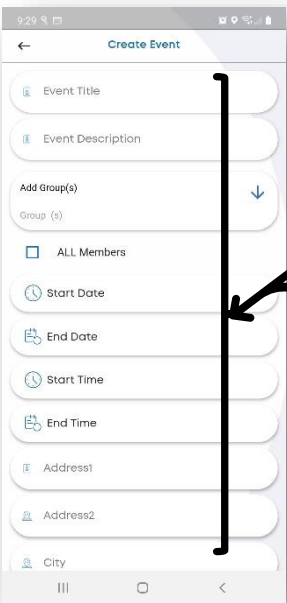 9:29
Create Event
Event Title
Event Description
Add Group(s)
Group (s)
ALL Members
Start Date
End Date
Start Time
End Time
Address1
Address2
City